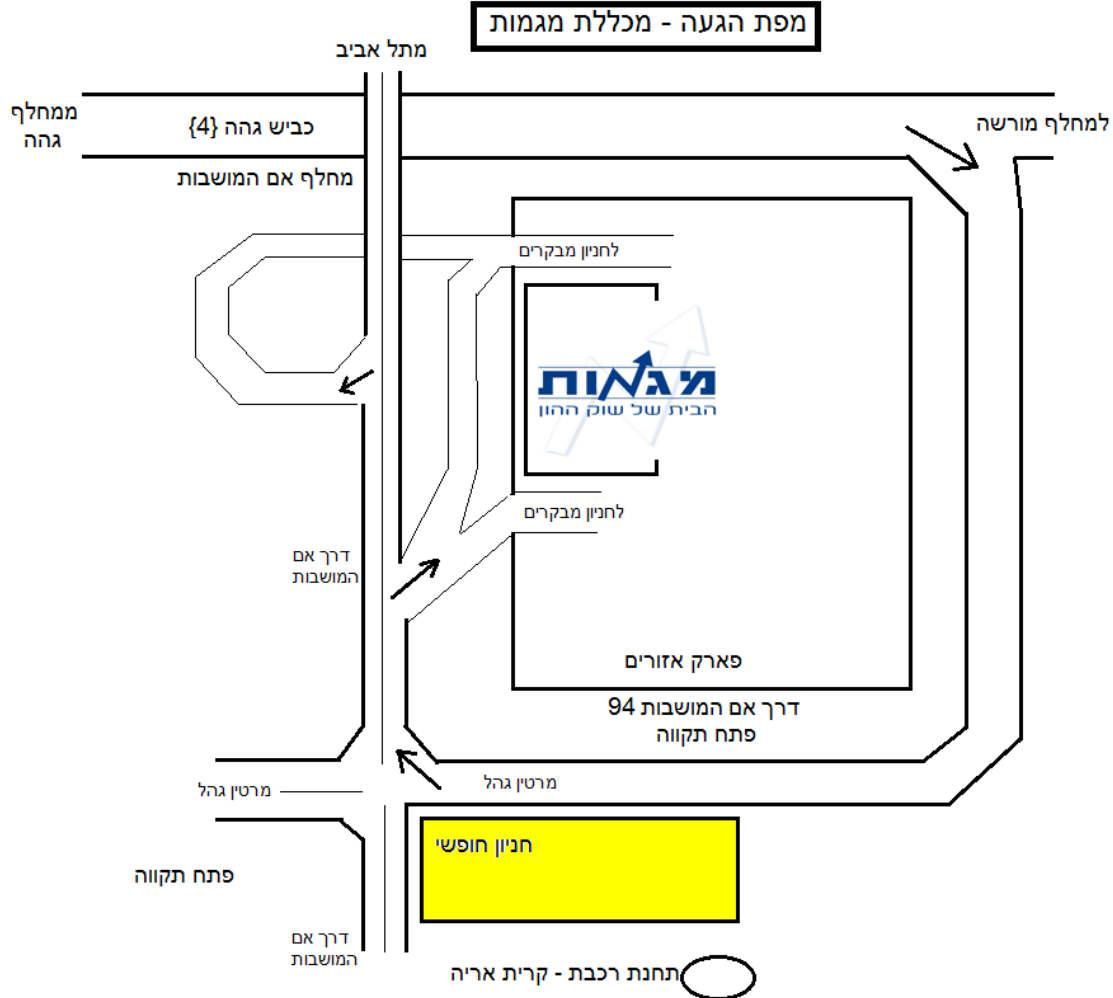 מפת הגעה - מכללת מגמות
מתל אביב
ממחלף
גהה
כביש גהה {4}
למחלף מורשה
מחלף אם המושבות
לחניון מבקרים
מגמות
הבית של שוק ההון
לחניון מבקרים
דרך אם
המושבות
פארק אזורים
דרך אם המושבות 94
פתח תקווה
מרטין גהל
מרטין גהל
חניון חופשי
פתח תקווה
דרך אם
המושבות
תחנת רכבת - קרית אריה